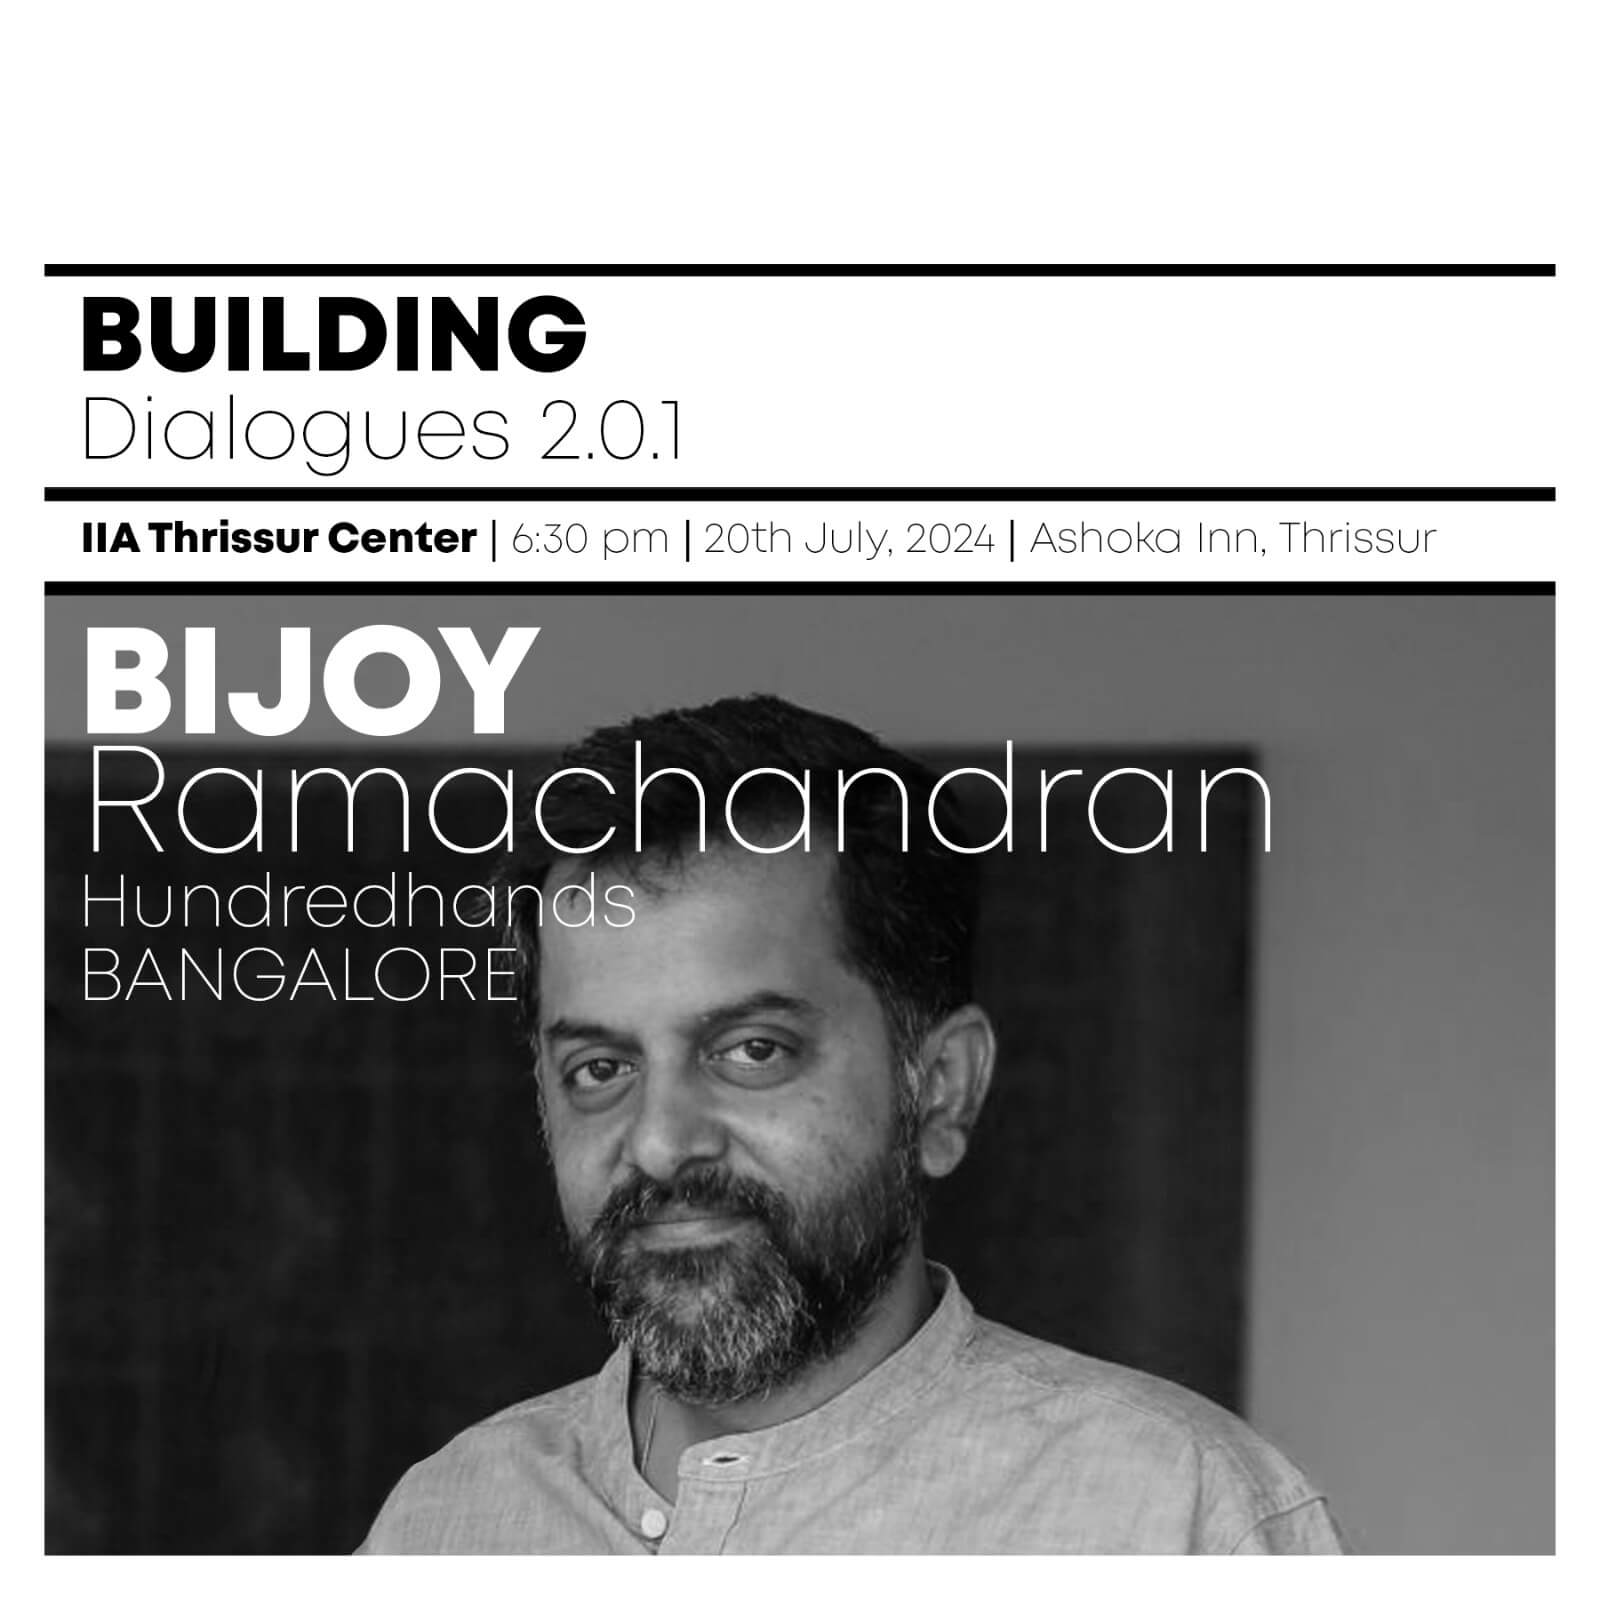 BUILDING
Dialogues 2.0.1
IIA Thrissur Center | 6:30 pm | 20th July, 2024 | Ashoka Inn, Thrissur
BIJOY
Ramachandran
Hundredhands
BANGALORE